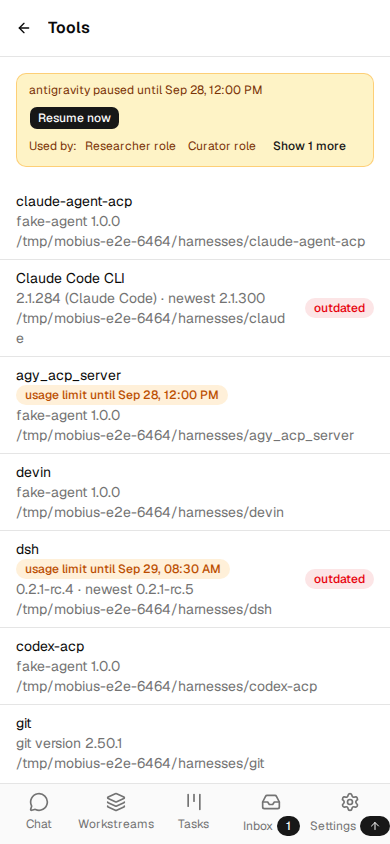 Tools
antigravity paused until Sep 28, 12:00 PM
Resume now
Used by: Researcher role Curator role Show 1 more
claude-agent-acp
fake-agent 1.0.0
/tmp/mobius-e2e-6464/harnesses/claude-agent-acp
Claude Code CLI
2.1.284 (Claude Code) · newest 2.1.300
outdated
/tmp/mobius-e2e-6464/harnesses/claud
e
agy_acp_server
usage limit until Sep 28, 12:00 PM
fake-agent 1.0.0
/tmp/mobius-e2e-6464/harnesses/agy_acp_server
devin
fake-agent 1.0.0
/tmp/mobius-e2e-6464/harnesses/devin
dsh
usage limit until Sep 29, 08:30 AM
outdated
0.2.1-rc.4 · newest 0.2.1-rc.5
/tmp/mobius-e2e-6464/harnesses/dsh
codex-acp
fake-agent 1.0.0
/tmp/mobius-e2e-6464/harnesses/codex-acp
git
git version 2.50.1
/tmp/mobius-e2e-6464/harnesses/git
Chat Workstreams Tasks Inbox 1 Settings ↑